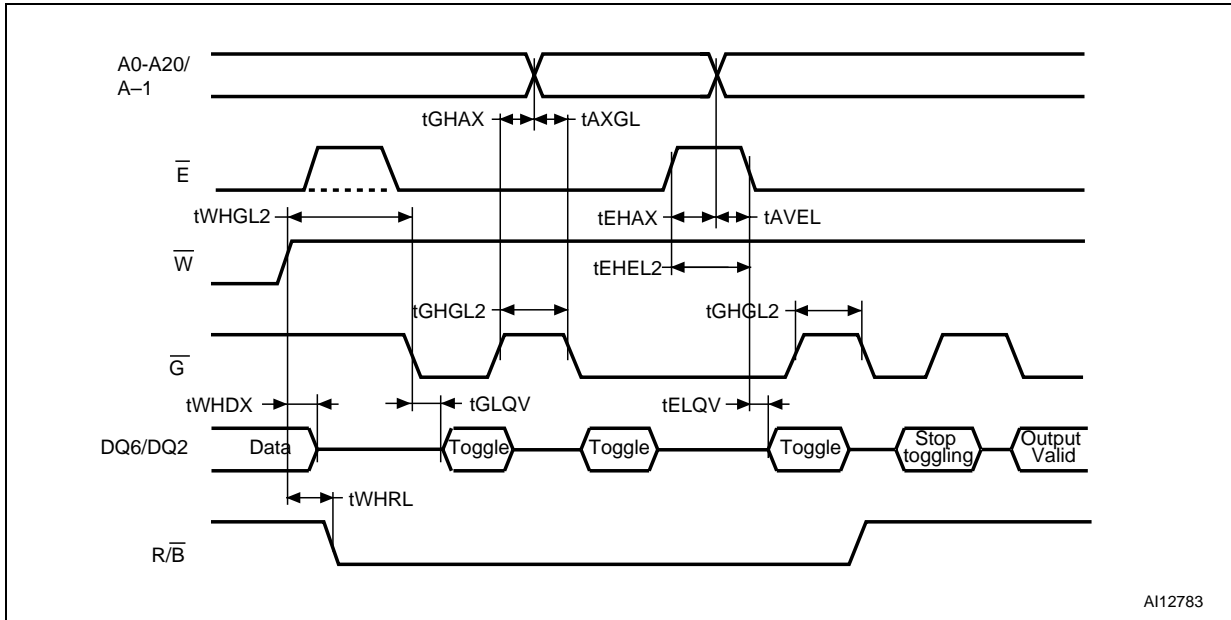 A0-A20/
A–1
tGHAX
tAXGL
E
tWHGL2
tEHAX
tAVEL
W
tEHEL2
tGHGL2
tGHGL2
G
tWHDX
tGLQV
tELQV
DQ6/DQ2
Data
Toggle
Toggle
Toggle
Stop
toggling
Output
Valid
tWHRL
R/B
AI12783